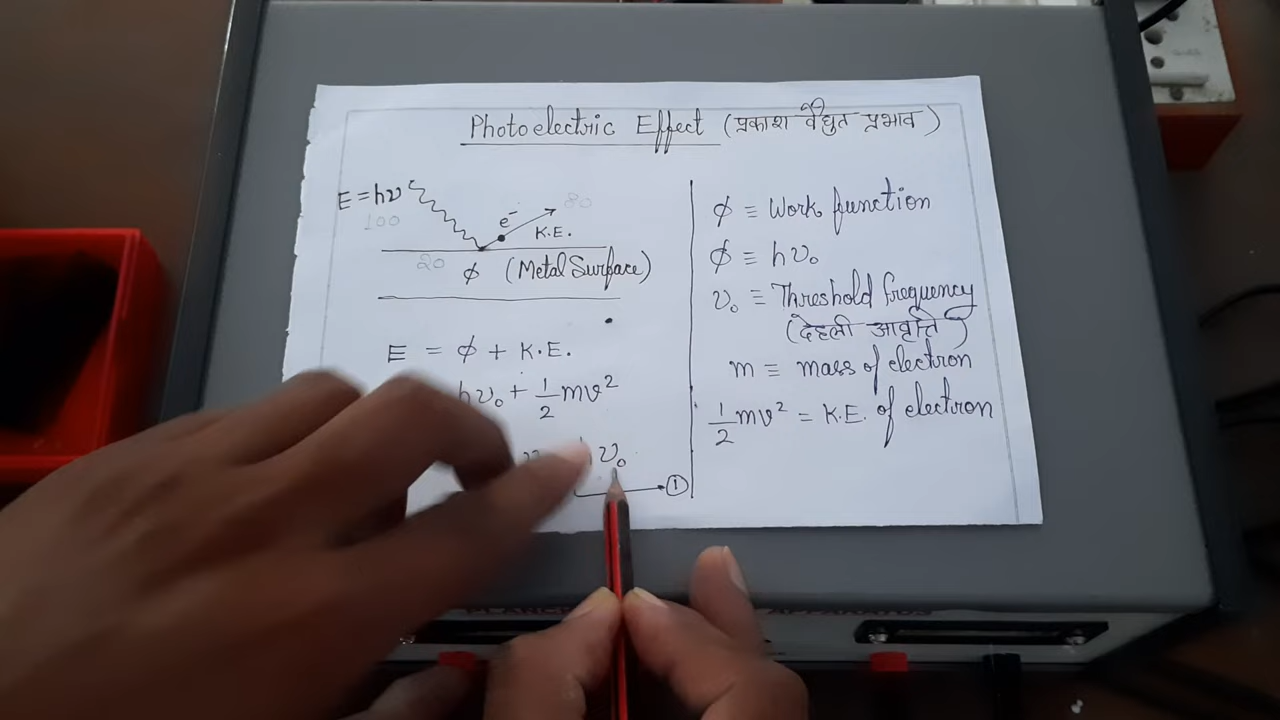 Photoelectric Effect (प्रकाश वैधुत प्रभाव)
E = hν
100
e⁻
80
K.E.
20
ϕ (Metal Surface)
E = ϕ + K.E.
hν₀ + 1/2 mv²
ν₀
①
ϕ ≡ Work function
ϕ ≡ hν₀
ν₀ ≡ Threshold frequency
(देहली आवृत्ति)
m ≡ mass of electron
1/2 mv² = K.E. of electron